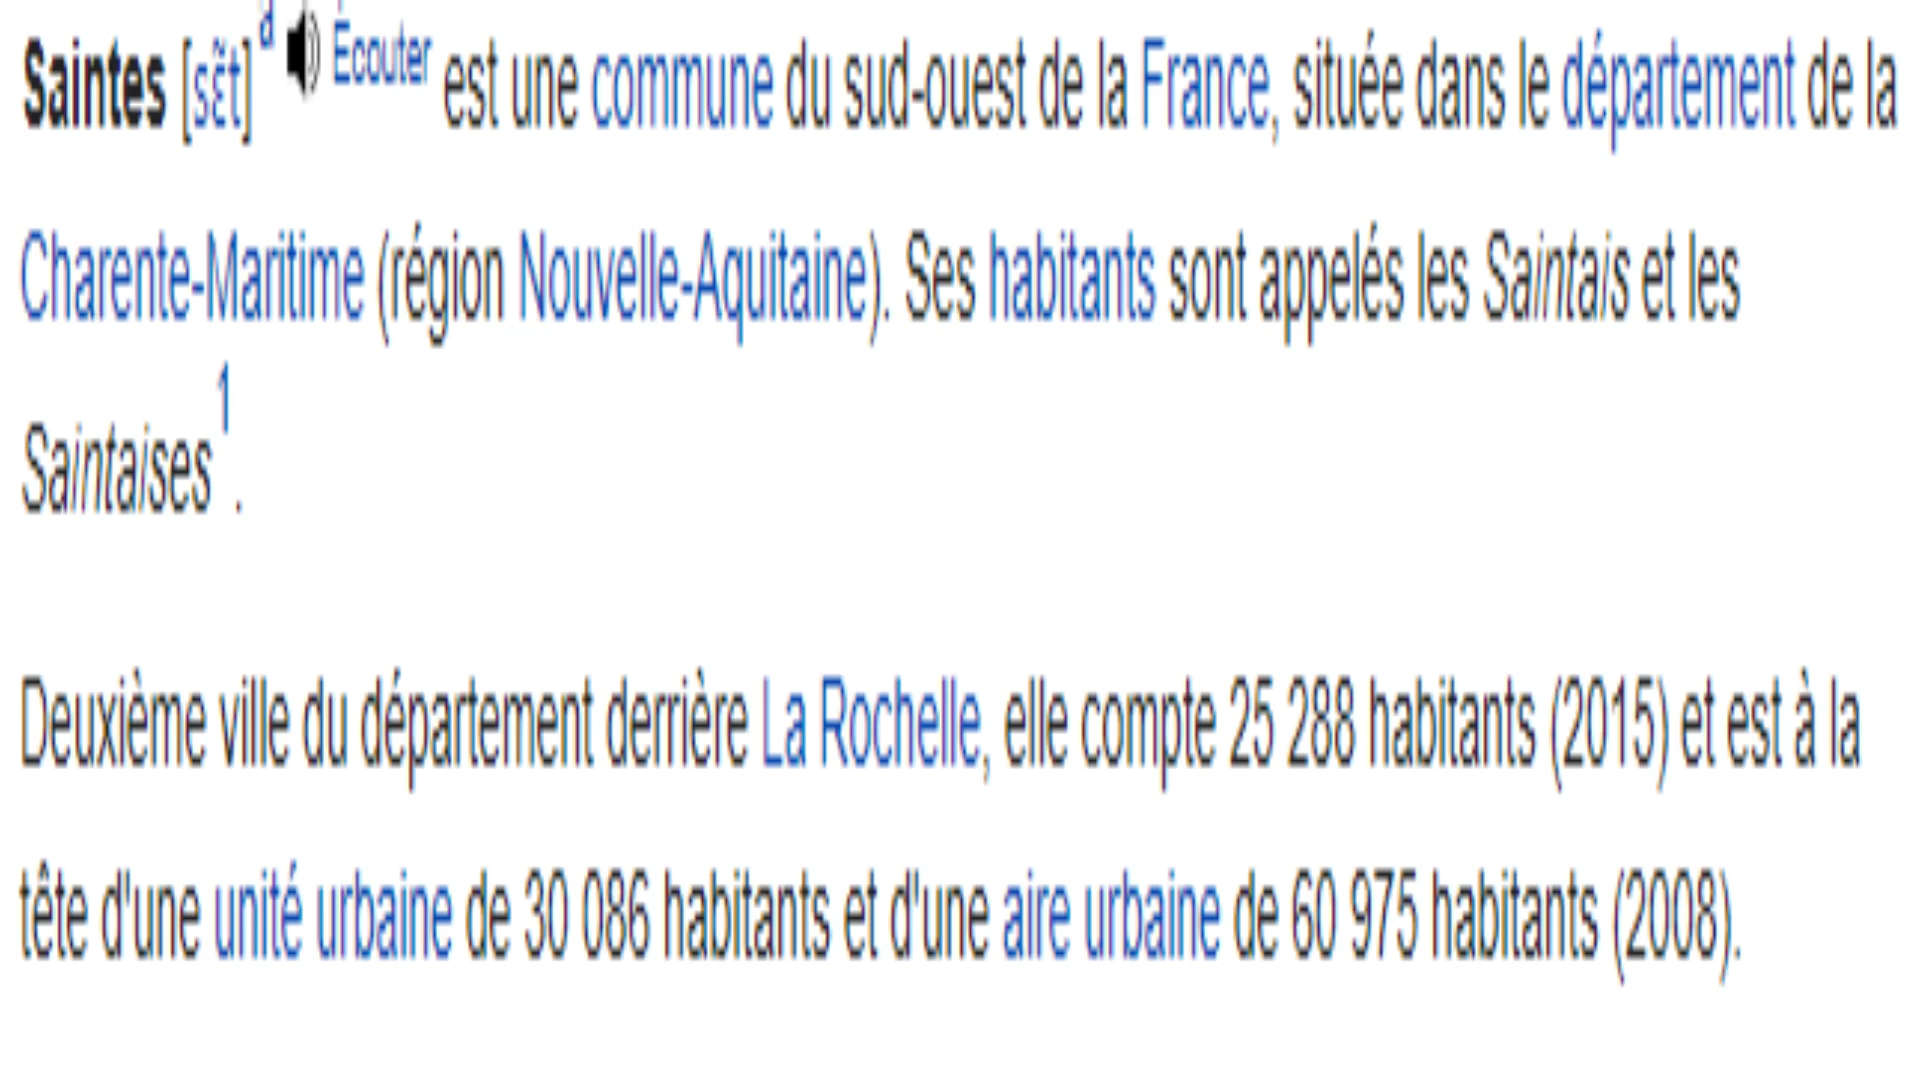 Saintes [sɛ̃t]a Écouter est une commune du sud-ouest de la France, située dans le département de la
Charente-Maritime (région Nouvelle-Aquitaine). Ses habitants sont appelés les Saintais et les
Saintaises 1.
Deuxième ville du département derrière La Rochelle, elle compte 25 288 habitants (2015) et est à la
tête d'une unité urbaine de 30 086 habitants et d'une aire urbaine de 60 975 habitants (2008).